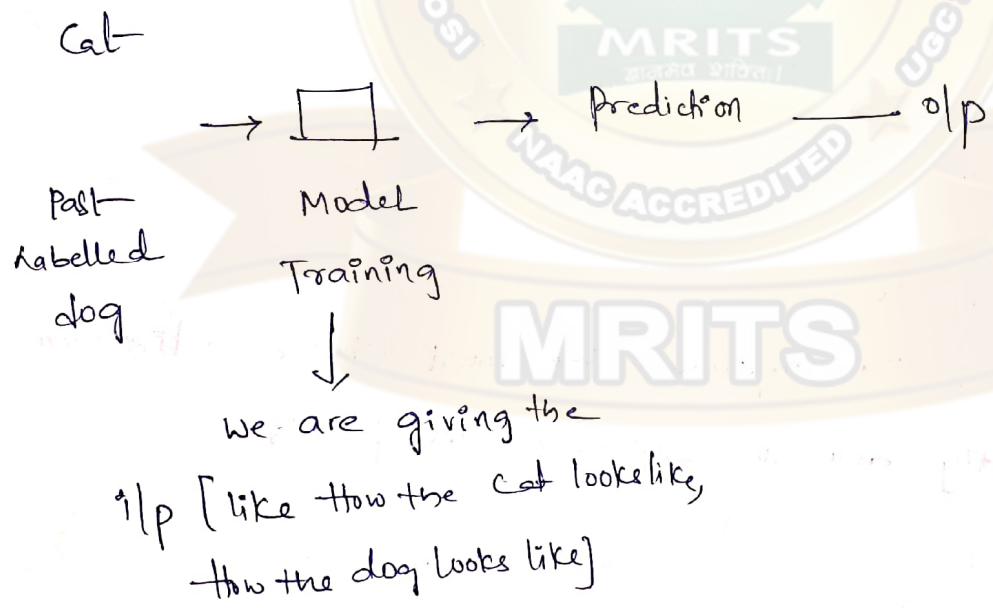 Cat
→ → Prediction — o/p
Past
Labelled
dog
Model
Training
↓
We are giving the
i/p [like How the cat lookslike,
How the dog looks like]
MRITS
NAAC ACCREDITED
UGC
MRITS